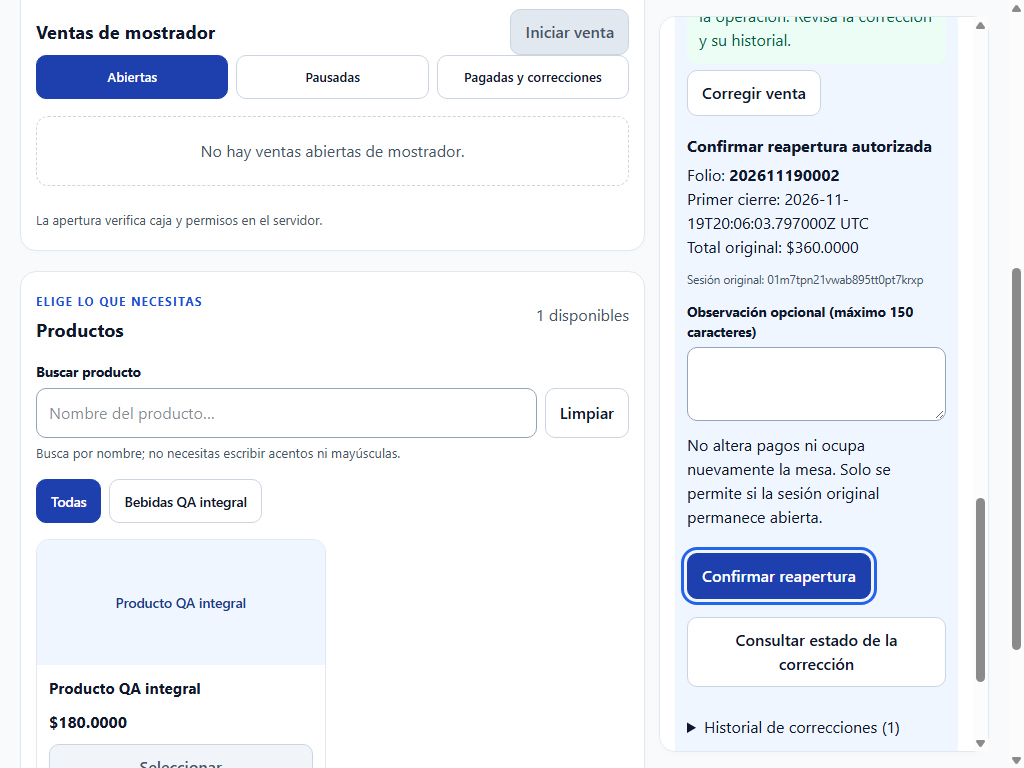 Ventas de mostrador
Iniciar venta
Abiertas
Pausadas
Pagadas y correcciones
No hay ventas abiertas de mostrador.
La apertura verifica caja y permisos en el servidor.
ELIGE LO QUE NECESITAS
Productos
1 disponibles
Buscar producto
Nombre del producto...
Limpiar
Busca por nombre; no necesitas escribir acentos ni mayúsculas.
Todas
Bebidas QA integral
Producto QA integral
Producto QA integral
$180.0000
Seleccionar
la operación. Revisa la corrección
y su historial.
Corregir venta
Confirmar reapertura autorizada
Folio: 202611190002
Primer cierre: 2026-11-
19T20:06:03.797000Z UTC
Total original: $360.0000
Sesión original: 01m7tpn21vwab895tt0pt7krxp
Observación opcional (máximo 150
caracteres)
No altera pagos ni ocupa
nuevamente la mesa. Solo se
permite si la sesión original
permanece abierta.
Confirmar reapertura
Consultar estado de la
corrección
Historial de correcciones (1)